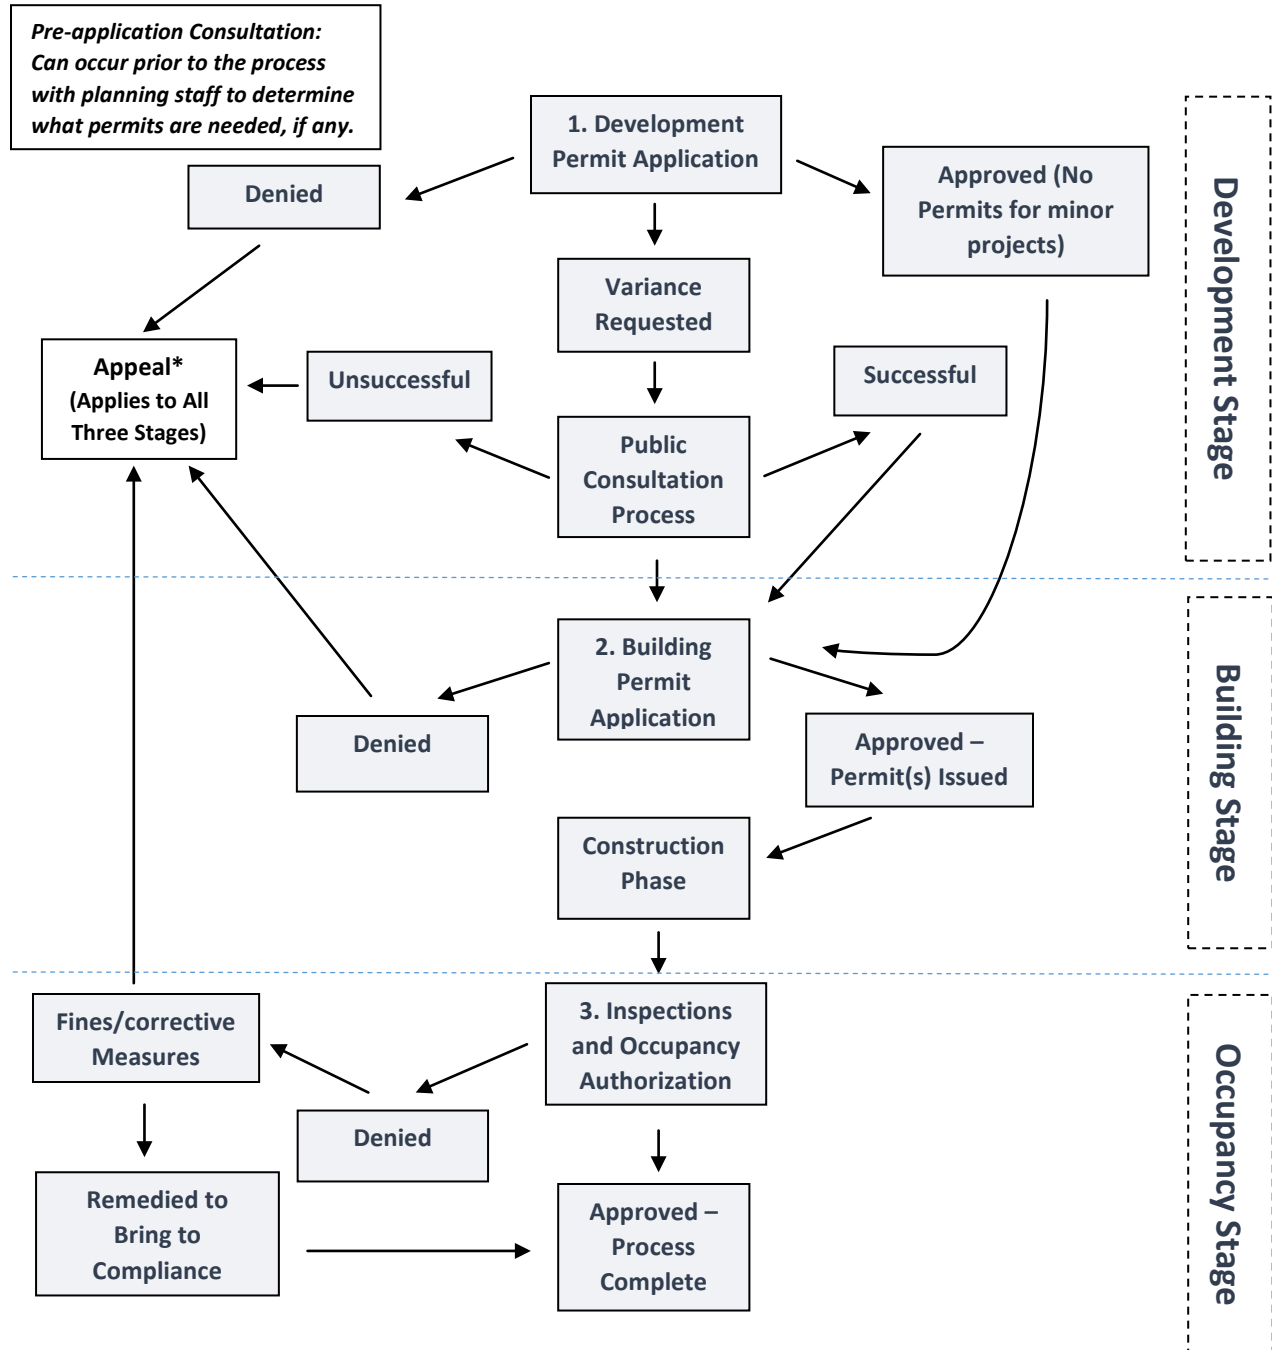 Pre-application Consultation:
Can occur prior to the process
with planning staff to determine
what permits are needed, if any.
1. Development
Permit Application
Denied
Approved (No
Permits for minor
projects)
Development Stage
Variance
Requested
Appeal*
(Applies to All
Three Stages)
Unsuccessful
Successful
Public
Consultation
Process
2. Building
Permit
Application
Building Stage
Denied
Approved –
Permit(s) Issued
Construction
Phase
Fines/corrective
Measures
3. Inspections
and Occupancy
Authorization
Occupancy Stage
Denied
Remedied to
Bring to
Compliance
Approved –
Process
Complete